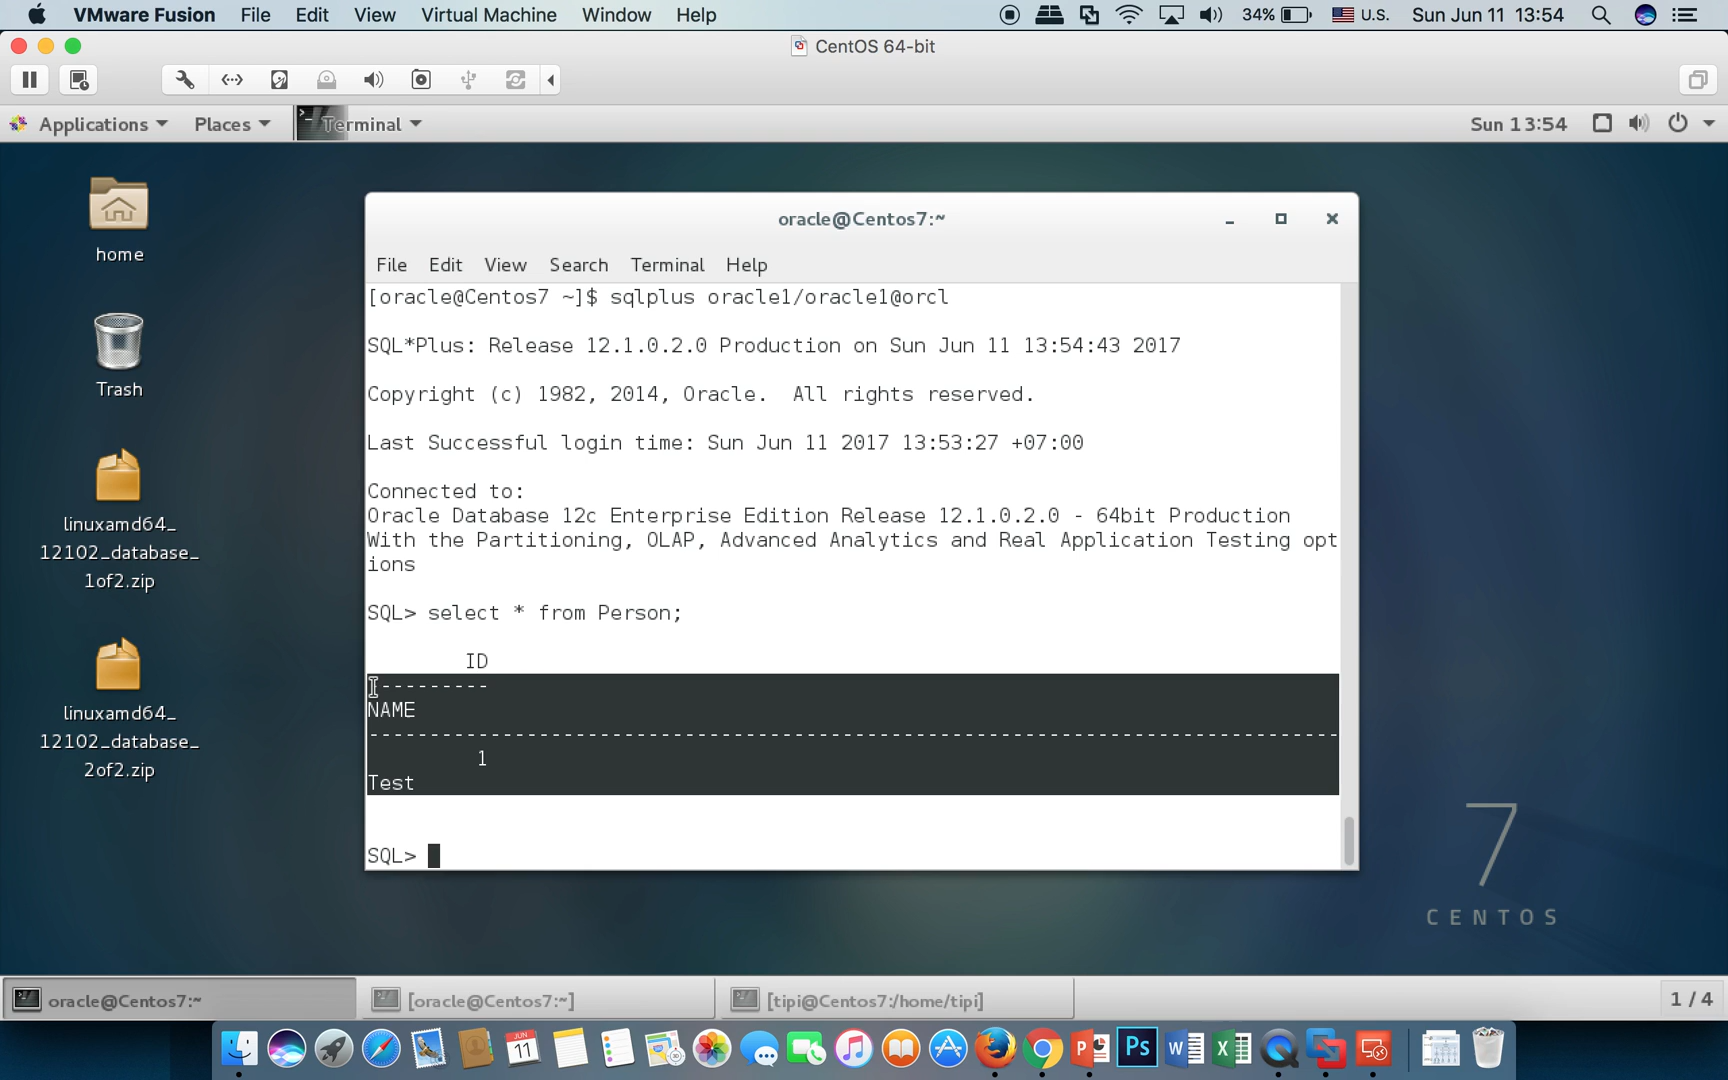 VMware Fusion File Edit View Virtual Machine Window Help 34% U.S. Sun Jun 11 13:54
CentOS 64-bit
Applications Places Terminal Sun 13:54
home
Trash
linuxamd64_
12102_database_
1of2.zip
linuxamd64_
12102_database_
2of2.zip
oracle@Centos7:~
File Edit View Search Terminal Help
[oracle@Centos7 ~]$ sqlplus oracle1/oracle1@orcl
SQL*Plus: Release 12.1.0.2.0 Production on Sun Jun 11 13:54:43 2017
Copyright (c) 1982, 2014, Oracle.  All rights reserved.
Last Successful login time: Sun Jun 11 2017 13:53:27 +07:00
Connected to:
Oracle Database 12c Enterprise Edition Release 12.1.0.2.0 - 64bit Production
With the Partitioning, OLAP, Advanced Analytics and Real Application Testing opt
ions
SQL> select * from Person;
ID
----------
NAME
--------------------------------------------------------------------------------
1
Test
SQL>
7
CENTOS
oracle@Centos7:~ [oracle@Centos7:~] [tipi@Centos7:/home/tipi] 1 / 4
JUN
11
Ps